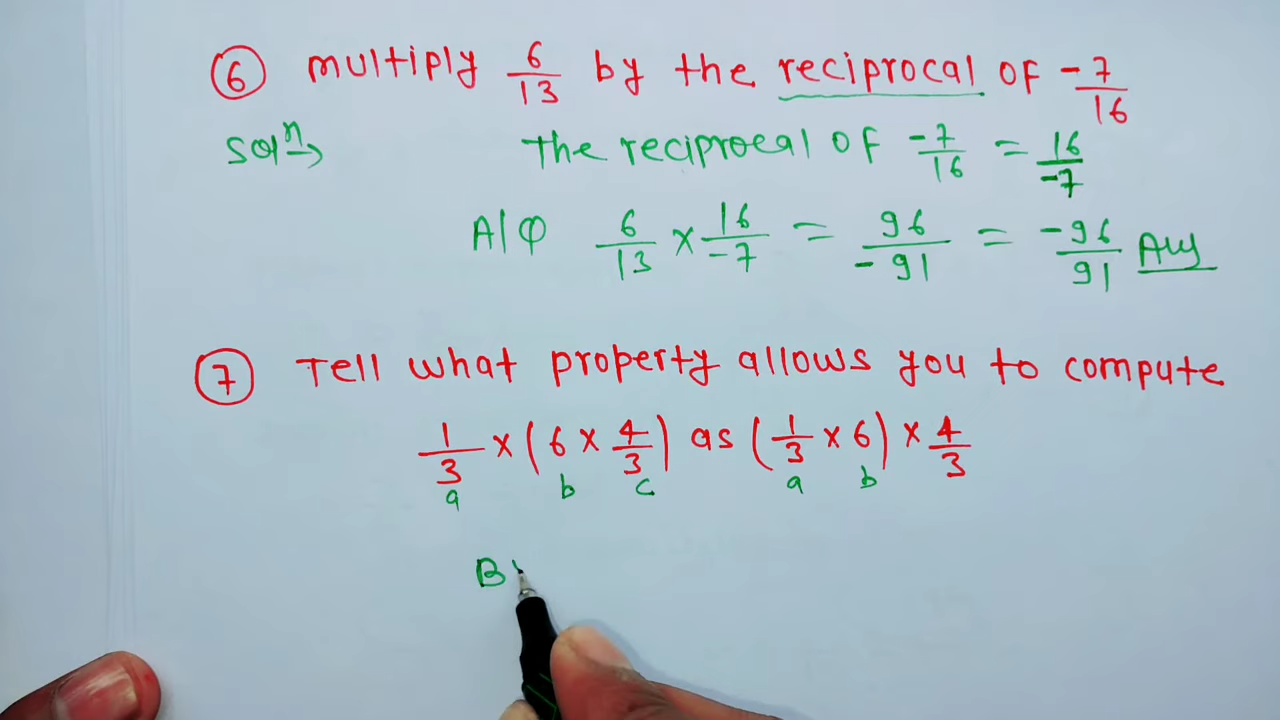 ⑥ multiply 6/13 by the reciprocal of -7/16
Solⁿ→ The reciprocal of -7/16 = 16/-7
A/Q 6/13 × 16/-7 = 96/-91 = -96/91 Ans
⑦ Tell what property allows you to compute
1/3 × (6 × 4/3) as (1/3 × 6) × 4/3
a b c a b
B